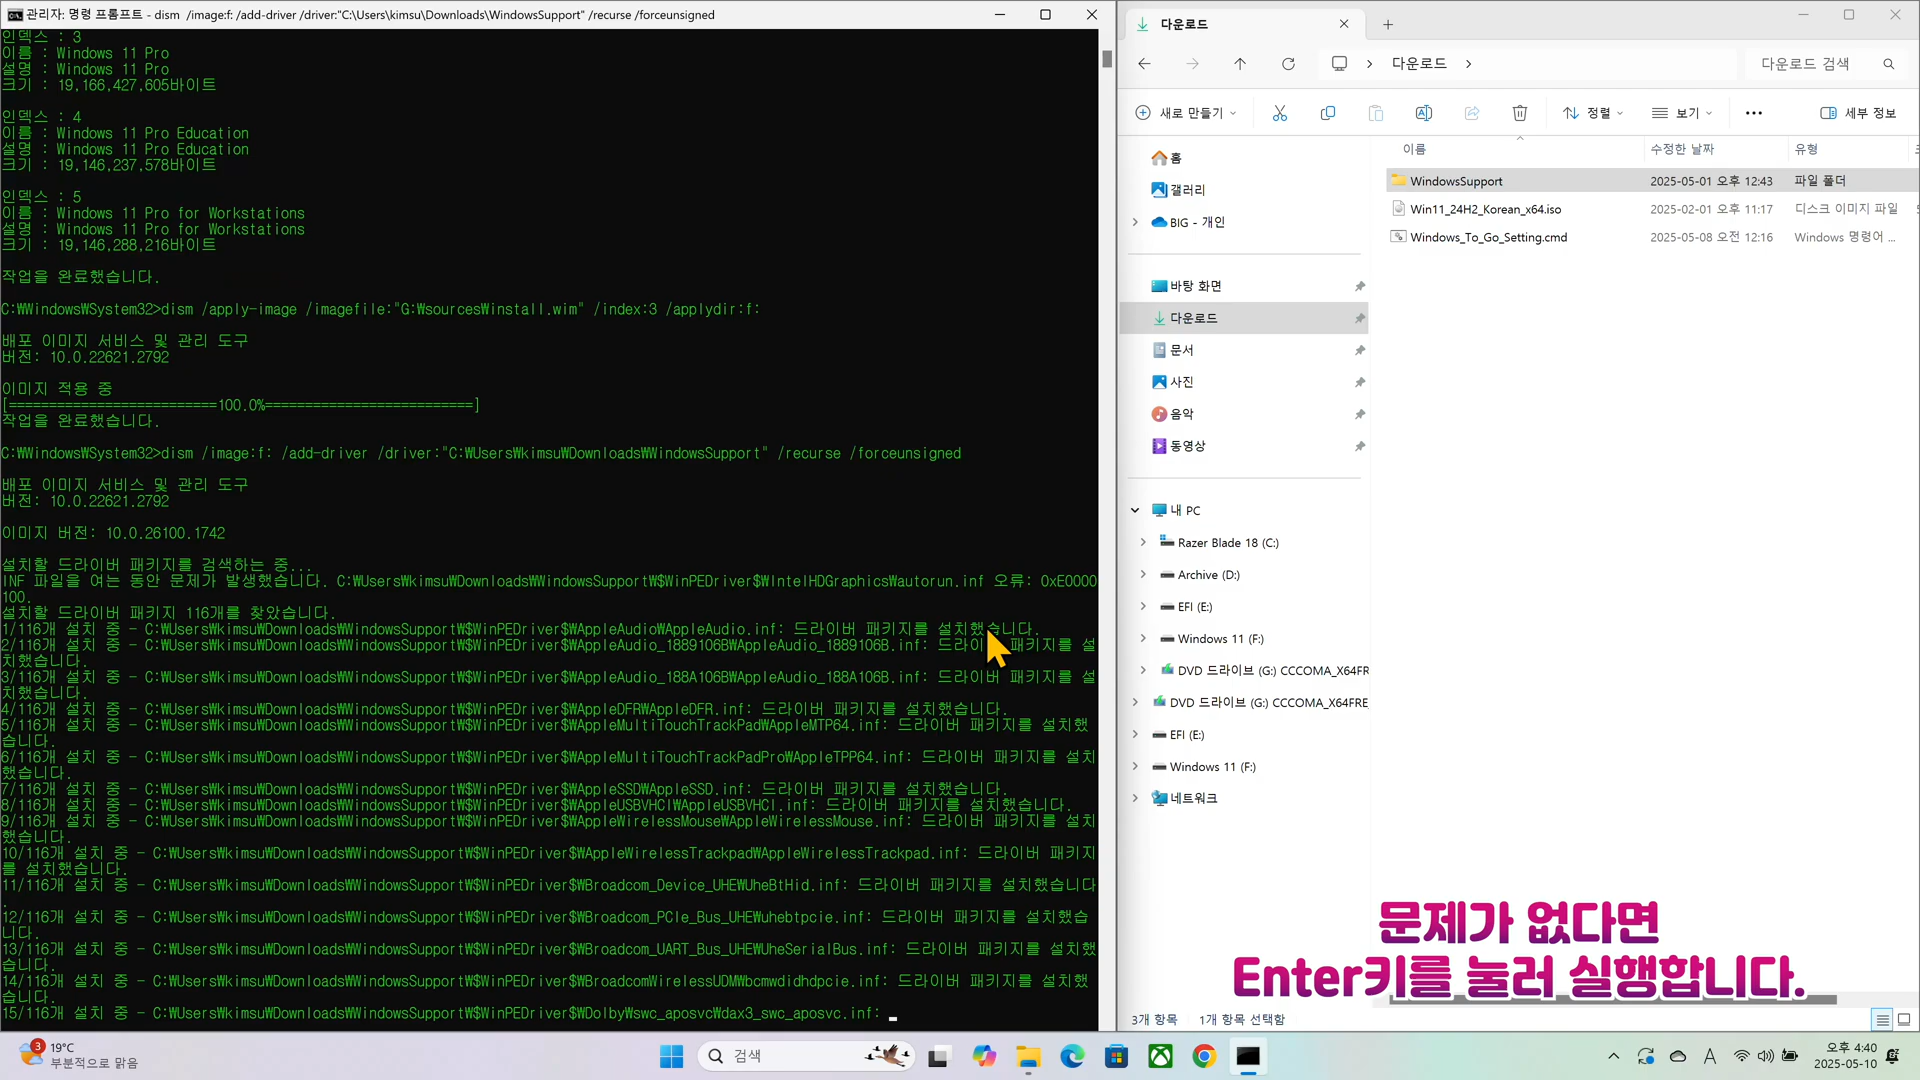 관리자: 명령 프롬프트 - dism  /image:f: /add-driver /driver:"C:\Users\kimsu\Downloads\WindowsSupport" /recurse /forceunsigned
인덱스 : 3
이름 : Windows 11 Pro
설명 : Windows 11 Pro
크기 : 19,166,427,605바이트
인덱스 : 4
이름 : Windows 11 Pro Education
설명 : Windows 11 Pro Education
크기 : 19,146,237,578바이트
인덱스 : 5
이름 : Windows 11 Pro for Workstations
설명 : Windows 11 Pro for Workstations
크기 : 19,146,288,216바이트
작업을 완료했습니다.
C:₩Windows₩System32>dism /apply-image /imagefile:"G:₩sources₩install.wim" /index:3 /applydir:f:
배포 이미지 서비스 및 관리 도구
버전: 10.0.22621.2792
이미지 적용 중
[==========================100.0%==========================]
작업을 완료했습니다.
C:₩Windows₩System32>dism /image:f: /add-driver /driver:"C:₩Users₩kimsu₩Downloads₩WindowsSupport" /recurse /forceunsigned
배포 이미지 서비스 및 관리 도구
버전: 10.0.22621.2792
이미지 버전: 10.0.26100.1742
설치할 드라이버 패키지를 검색하는 중...
INF 파일을 여는 동안 문제가 발생했습니다. C:₩Users₩kimsu₩Downloads₩WindowsSupport₩$WinPEDriver$₩IntelHDGraphics₩autorun.inf 오류: 0xE0000
100.
설치할 드라이버 패키지 116개를 찾았습니다.
1/116개 설치 중 - C:₩Users₩kimsu₩Downloads₩WindowsSupport₩$WinPEDriver$₩AppleAudio₩AppleAudio.inf: 드라이버 패키지를 설치했습니다.
2/116개 설치 중 - C:₩Users₩kimsu₩Downloads₩WindowsSupport₩$WinPEDriver$₩AppleAudio_1889106B₩AppleAudio_1889106B.inf: 드라이버 패키지를 설
치했습니다.
3/116개 설치 중 - C:₩Users₩kimsu₩Downloads₩WindowsSupport₩$WinPEDriver$₩AppleAudio_188A106B₩AppleAudio_188A106B.inf: 드라이버 패키지를 설
치했습니다.
4/116개 설치 중 - C:₩Users₩kimsu₩Downloads₩WindowsSupport₩$WinPEDriver$₩AppleDFR₩AppleDFR.inf: 드라이버 패키지를 설치했습니다.
5/116개 설치 중 - C:₩Users₩kimsu₩Downloads₩WindowsSupport₩$WinPEDriver$₩AppleMultiTouchTrackPad₩AppleMTP64.inf: 드라이버 패키지를 설치했
습니다.
6/116개 설치 중 - C:₩Users₩kimsu₩Downloads₩WindowsSupport₩$WinPEDriver$₩AppleMultiTouchTrackPadPro₩AppleTPP64.inf: 드라이버 패키지를 설치
했습니다.
7/116개 설치 중 - C:₩Users₩kimsu₩Downloads₩WindowsSupport₩$WinPEDriver$₩AppleSSD₩AppleSSD.inf: 드라이버 패키지를 설치했습니다.
8/116개 설치 중 - C:₩Users₩kimsu₩Downloads₩WindowsSupport₩$WinPEDriver$₩AppleUSBVHCI₩AppleUSBVHCI.inf: 드라이버 패키지를 설치했습니다.
9/116개 설치 중 - C:₩Users₩kimsu₩Downloads₩WindowsSupport₩$WinPEDriver$₩AppleWirelessMouse₩AppleWirelessMouse.inf: 드라이버 패키지를 설치
했습니다.
10/116개 설치 중 - C:₩Users₩kimsu₩Downloads₩WindowsSupport₩$WinPEDriver$₩AppleWirelessTrackpad₩AppleWirelessTrackpad.inf: 드라이버 패키지
를 설치했습니다.
11/116개 설치 중 - C:₩Users₩kimsu₩Downloads₩WindowsSupport₩$WinPEDriver$₩Broadcom_Device_UHE₩UheBtHid.inf: 드라이버 패키지를 설치했습니다
.
12/116개 설치 중 - C:₩Users₩kimsu₩Downloads₩WindowsSupport₩$WinPEDriver$₩Broadcom_PCIe_Bus_UHE₩uhebtpcie.inf: 드라이버 패키지를 설치했습
니다.
13/116개 설치 중 - C:₩Users₩kimsu₩Downloads₩WindowsSupport₩$WinPEDriver$₩Broadcom_UART_Bus_UHE₩UheSerialBus.inf: 드라이버 패키지를 설치했
습니다.
14/116개 설치 중 - C:₩Users₩kimsu₩Downloads₩WindowsSupport₩$WinPEDriver$₩BroadcomWirelessUDM₩bcmwdidhdpcie.inf: 드라이버 패키지를 설치했
습니다.
15/116개 설치 중 - C:₩Users₩kimsu₩Downloads₩WindowsSupport₩$WinPEDriver$₩Dolby₩swc_aposvc₩dax3_swc_aposvc.inf:
다운로드
다운로드
다운로드 검색
새로 만들기
정렬
보기
세부 정보
이름
수정한 날짜
유형
WindowsSupport 2025-05-01 오후 12:43 파일 폴더
Win11_24H2_Korean_x64.iso 2025-02-01 오후 11:17 디스크 이미지 파일
Windows_To_Go_Setting.cmd 2025-05-08 오전 12:16 Windows 명령어 ...
홈
갤러리
BIG - 개인
바탕 화면
다운로드
문서
사진
음악
동영상
내 PC
Razer Blade 18 (C:)
Archive (D:)
EFI (E:)
Windows 11 (F:)
DVD 드라이브 (G:) CCCOMA_X64FR
DVD 드라이브 (G:) CCCOMA_X64FRE_
EFI (E:)
Windows 11 (F:)
네트워크
문제가 없다면
Enter키를 눌러 실행합니다.
3개 항목
1개 항목 선택함
3
19°C
부분적으로 맑음
검색
A
오후 4:40
2025-05-10